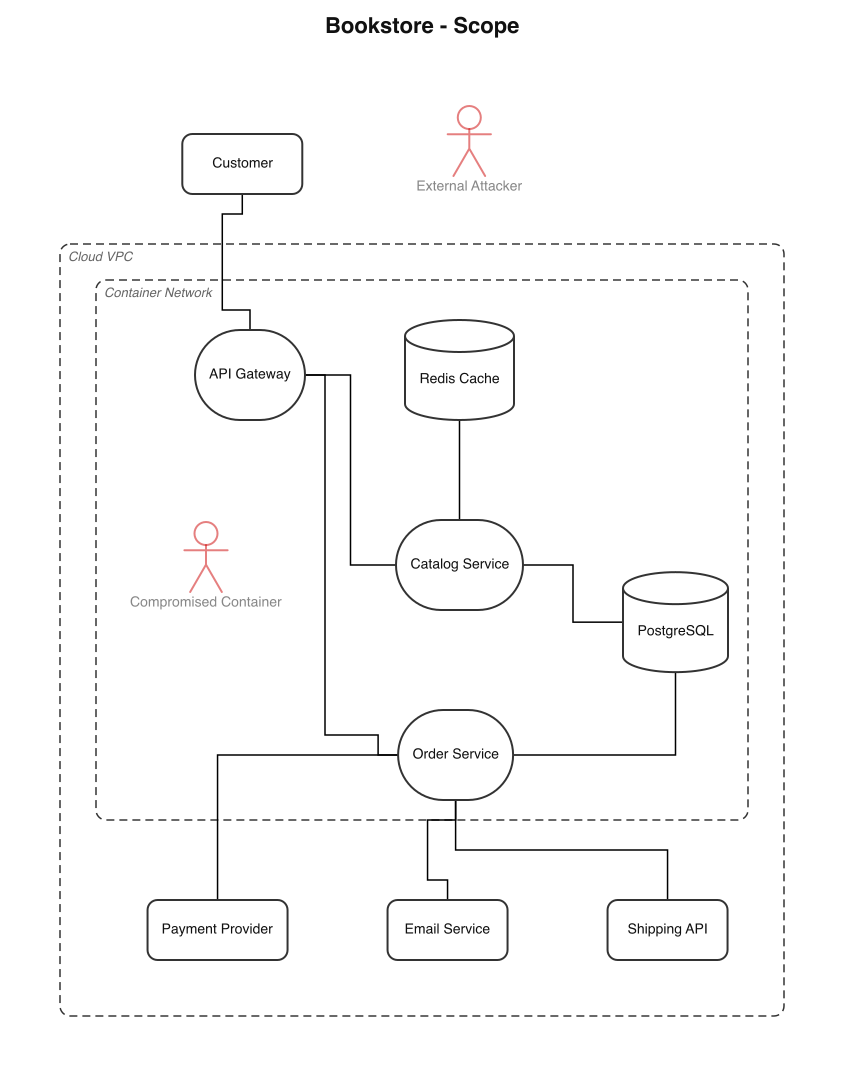 Bookstore - Scope
Customer
External Attacker
Cloud VPC
Container Network
API Gateway
Redis Cache
Catalog Service
Compromised Container
PostgreSQL
Order Service
Payment Provider
Email Service
Shipping API